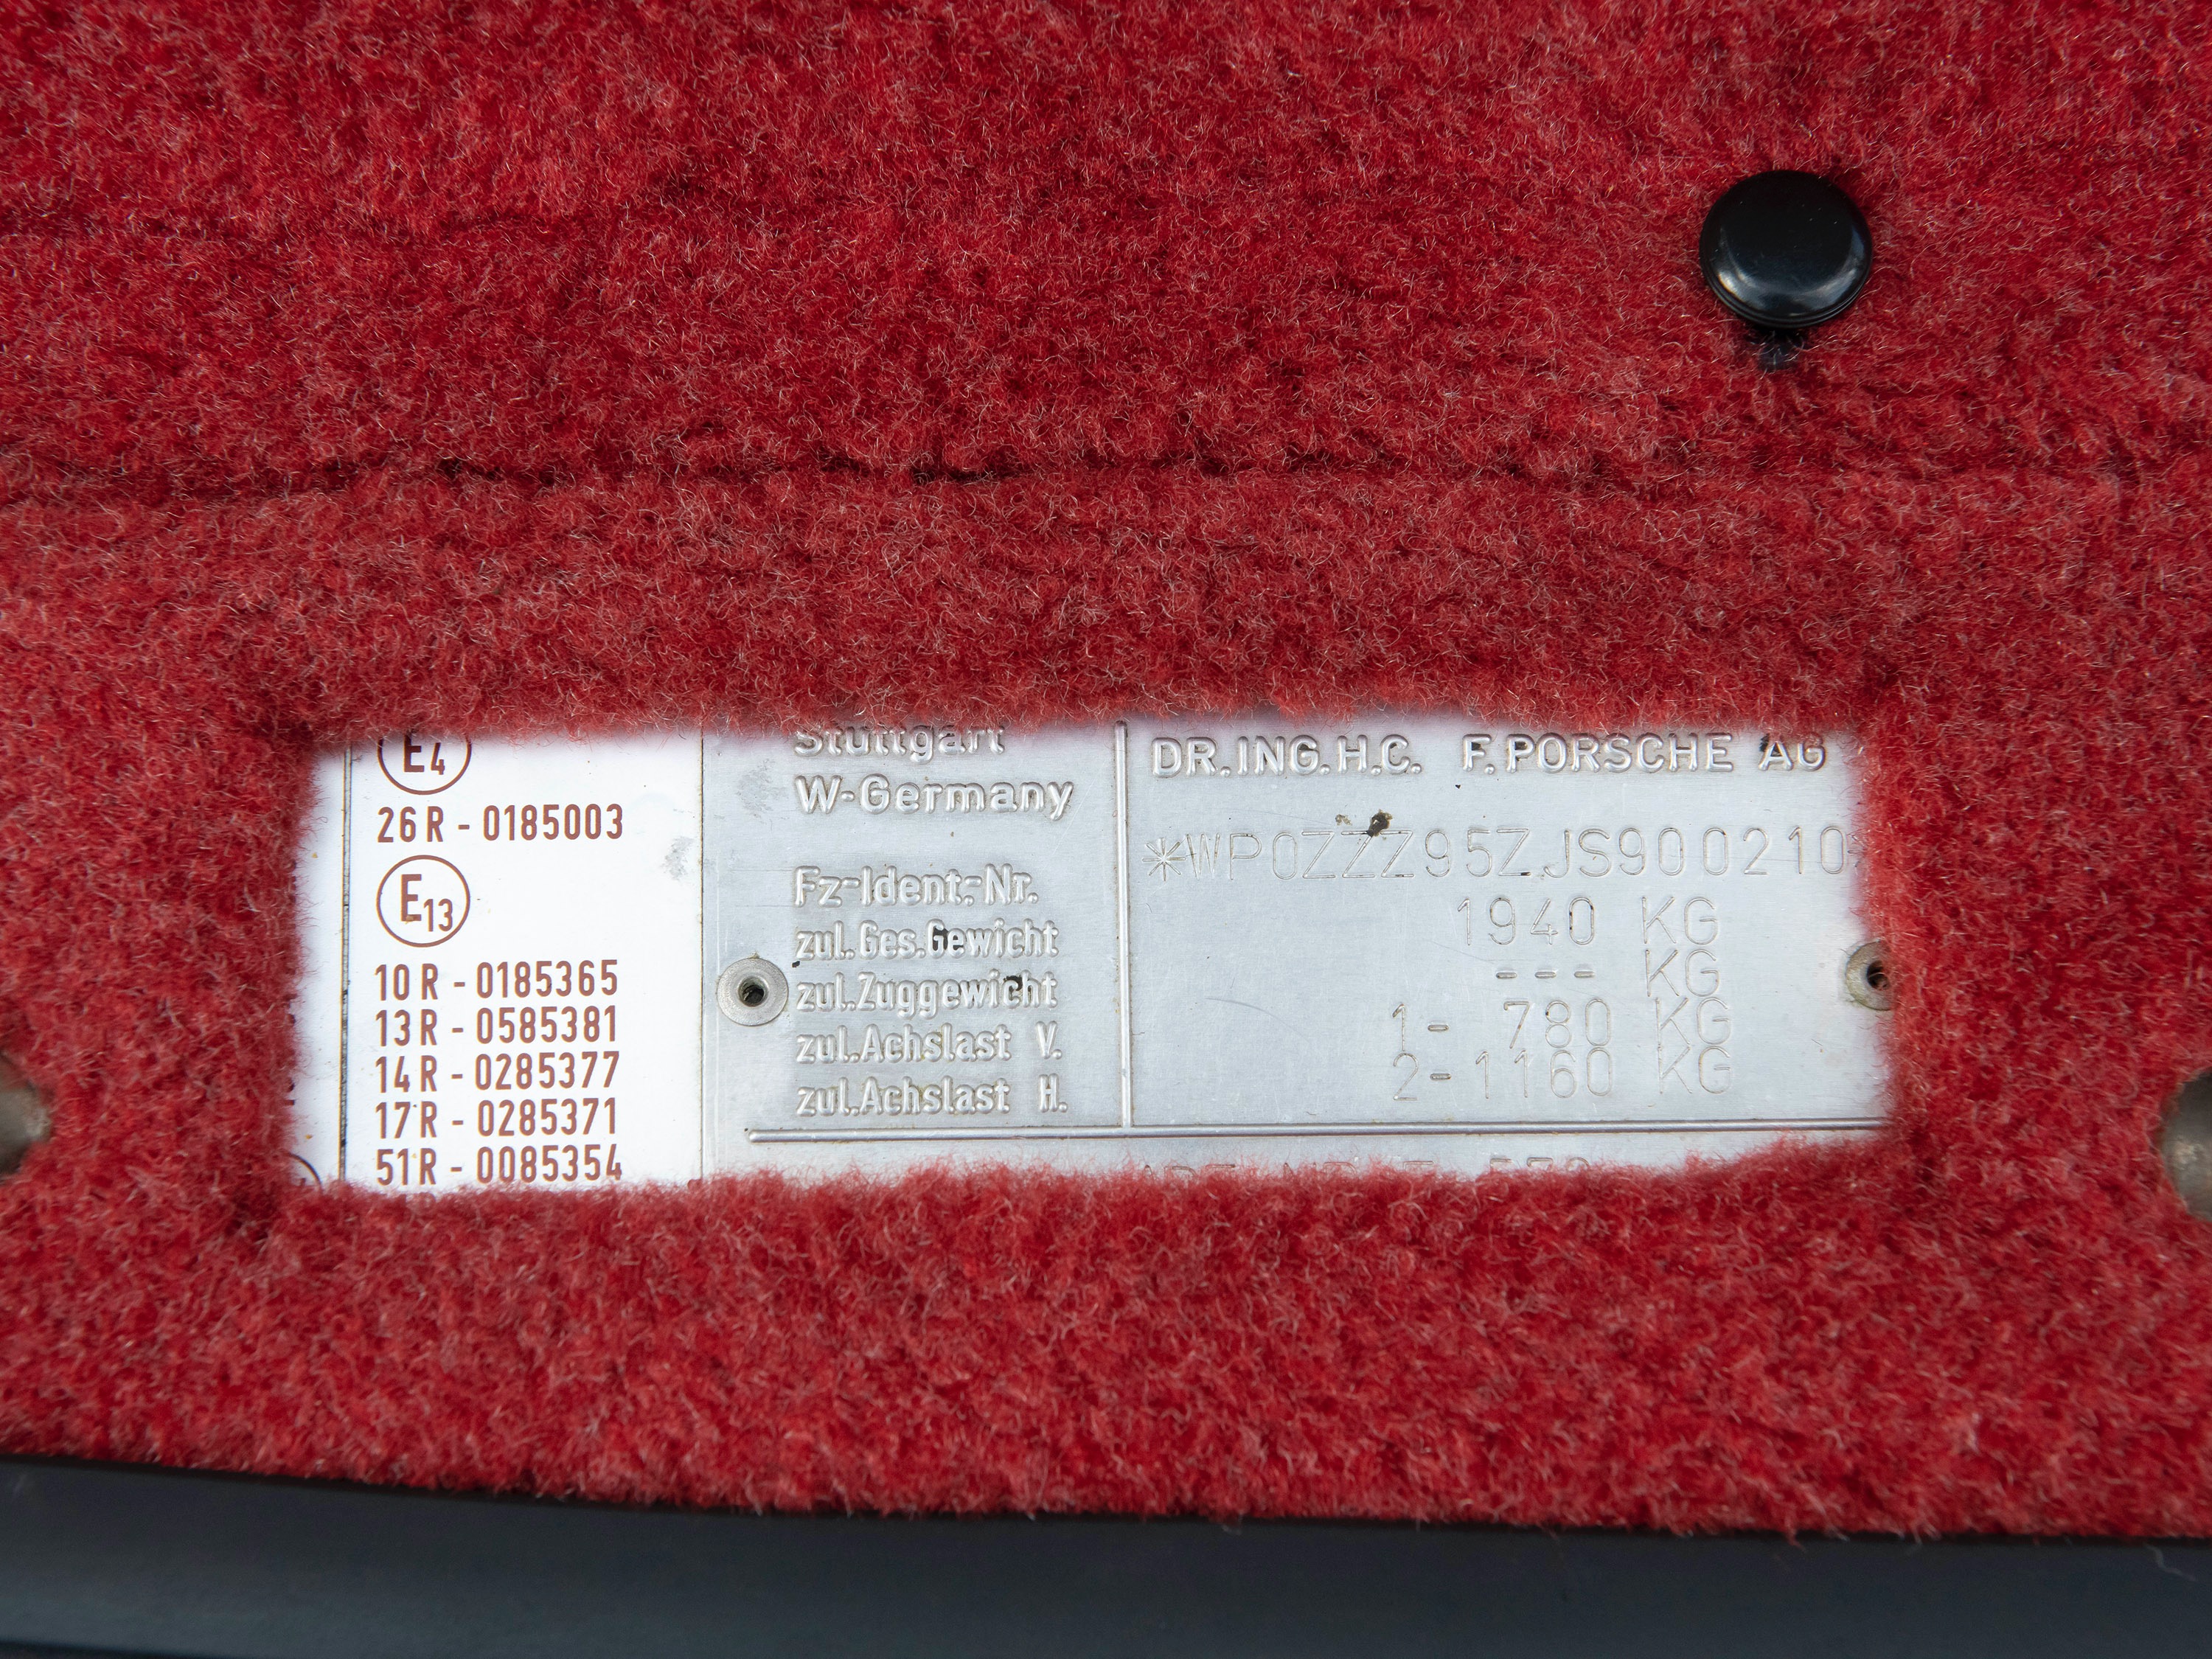 E4
26R - 0185003
E13
10R - 0185365
13R - 0585381
14R - 0285377
17R - 0285371
51R - 0085354
Stuttgart
W-Germany
Fz-Ident.-Nr.
zul.Ges.Gewicht
zul.Zuggewicht
zul.Achslast V.
zul.Achslast H.
DR.ING.H.C. F.PORSCHE AG
*WP0ZZZ95ZJS900210*
1940 KG
--- KG
1- 780 KG
2-1160 KG